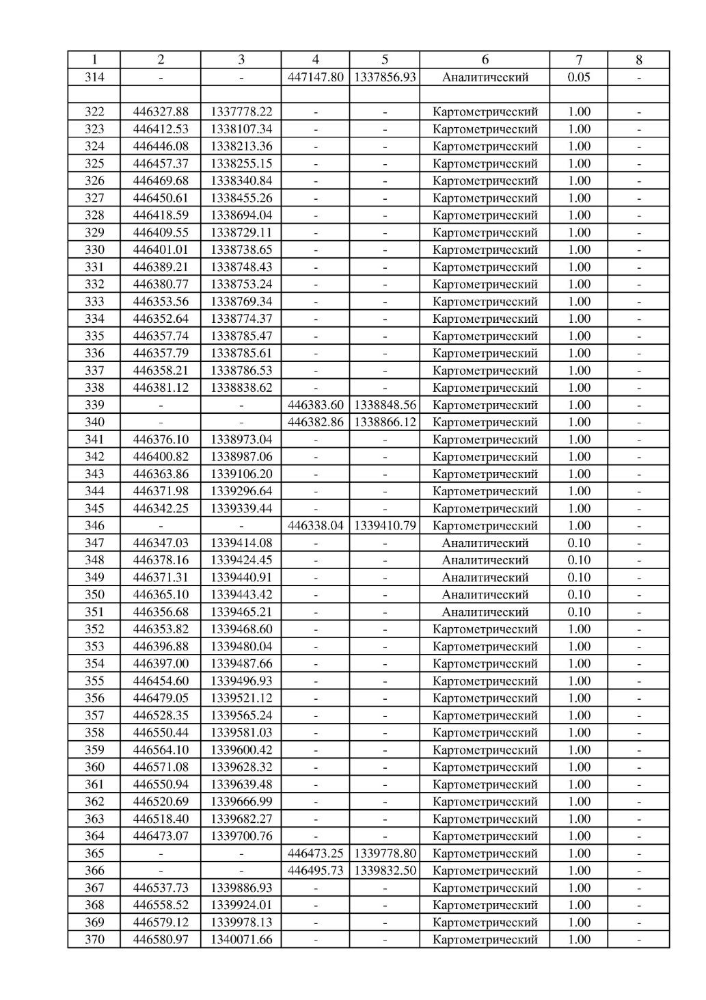 1 2 3 4 5 6 7 8
314 - - 447147.80 1337856.93 Аналитический 0.05 -
322 446327.88 1337778.22 - - Картометрический 1.00 -
323 446412.53 1338107.34 - - Картометрический 1.00 -
324 446446.08 1338213.36 - - Картометрический 1.00 -
325 446457.37 1338255.15 - - Картометрический 1.00 -
326 446469.68 1338340.84 - - Картометрический 1.00 -
327 446450.61 1338455.26 - - Картометрический 1.00 -
328 446418.59 1338694.04 - - Картометрический 1.00 -
329 446409.55 1338729.11 - - Картометрический 1.00 -
330 446401.01 1338738.65 - - Картометрический 1.00 -
331 446389.21 1338748.43 - - Картометрический 1.00 -
332 446380.77 1338753.24 - - Картометрический 1.00 -
333 446353.56 1338769.34 - - Картометрический 1.00 -
334 446352.64 1338774.37 - - Картометрический 1.00 -
335 446357.74 1338785.47 - - Картометрический 1.00 -
336 446357.79 1338785.61 - - Картометрический 1.00 -
337 446358.21 1338786.53 - - Картометрический 1.00 -
338 446381.12 1338838.62 - - Картометрический 1.00 -
339 - - 446383.60 1338848.56 Картометрический 1.00 -
340 - - 446382.86 1338866.12 Картометрический 1.00 -
341 446376.10 1338973.04 - - Картометрический 1.00 -
342 446400.82 1338987.06 - - Картометрический 1.00 -
343 446363.86 1339106.20 - - Картометрический 1.00 -
344 446371.98 1339296.64 - - Картометрический 1.00 -
345 446342.25 1339339.44 - - Картометрический 1.00 -
346 - - 446338.04 1339410.79 Картометрический 1.00 -
347 446347.03 1339414.08 - - Аналитический 0.10 -
348 446378.16 1339424.45 - - Аналитический 0.10 -
349 446371.31 1339440.91 - - Аналитический 0.10 -
350 446365.10 1339443.42 - - Аналитический 0.10 -
351 446356.68 1339465.21 - - Аналитический 0.10 -
352 446353.82 1339468.60 - - Картометрический 1.00 -
353 446396.88 1339480.04 - - Картометрический 1.00 -
354 446397.00 1339487.66 - - Картометрический 1.00 -
355 446454.60 1339496.93 - - Картометрический 1.00 -
356 446479.05 1339521.12 - - Картометрический 1.00 -
357 446528.35 1339565.24 - - Картометрический 1.00 -
358 446550.44 1339581.03 - - Картометрический 1.00 -
359 446564.10 1339600.42 - - Картометрический 1.00 -
360 446571.08 1339628.32 - - Картометрический 1.00 -
361 446550.94 1339639.48 - - Картометрический 1.00 -
362 446520.69 1339666.99 - - Картометрический 1.00 -
363 446518.40 1339682.27 - - Картометрический 1.00 -
364 446473.07 1339700.76 - - Картометрический 1.00 -
365 - - 446473.25 1339778.80 Картометрический 1.00 -
366 - - 446495.73 1339832.50 Картометрический 1.00 -
367 446537.73 1339886.93 - - Картометрический 1.00 -
368 446558.52 1339924.01 - - Картометрический 1.00 -
369 446579.12 1339978.13 - - Картометрический 1.00 -
370 446580.97 1340071.66 - - Картометрический 1.00 -